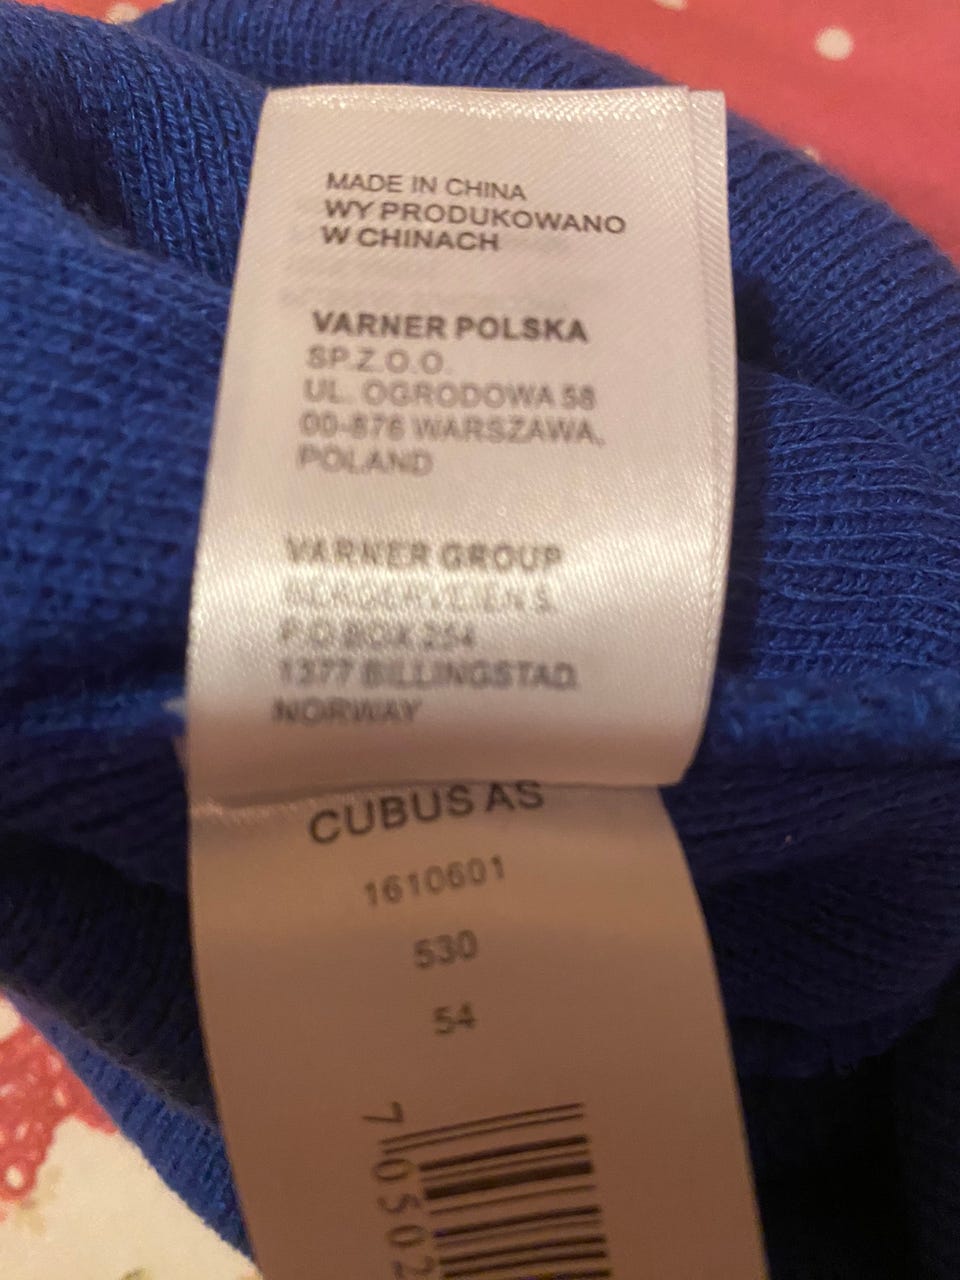 MADE IN CHINA
WY PRODUKOWANO
W CHINACH
VARNER POLSKA
SP.Z.O.O.
UL. OGRODOWA 58
00-876 WARSZAWA,
POLAND
VARNER GROUP
P.O.BOX 254
1377 BILLINGSTAD
NORWAY
CUBUS AS
1610601
530
54
76502